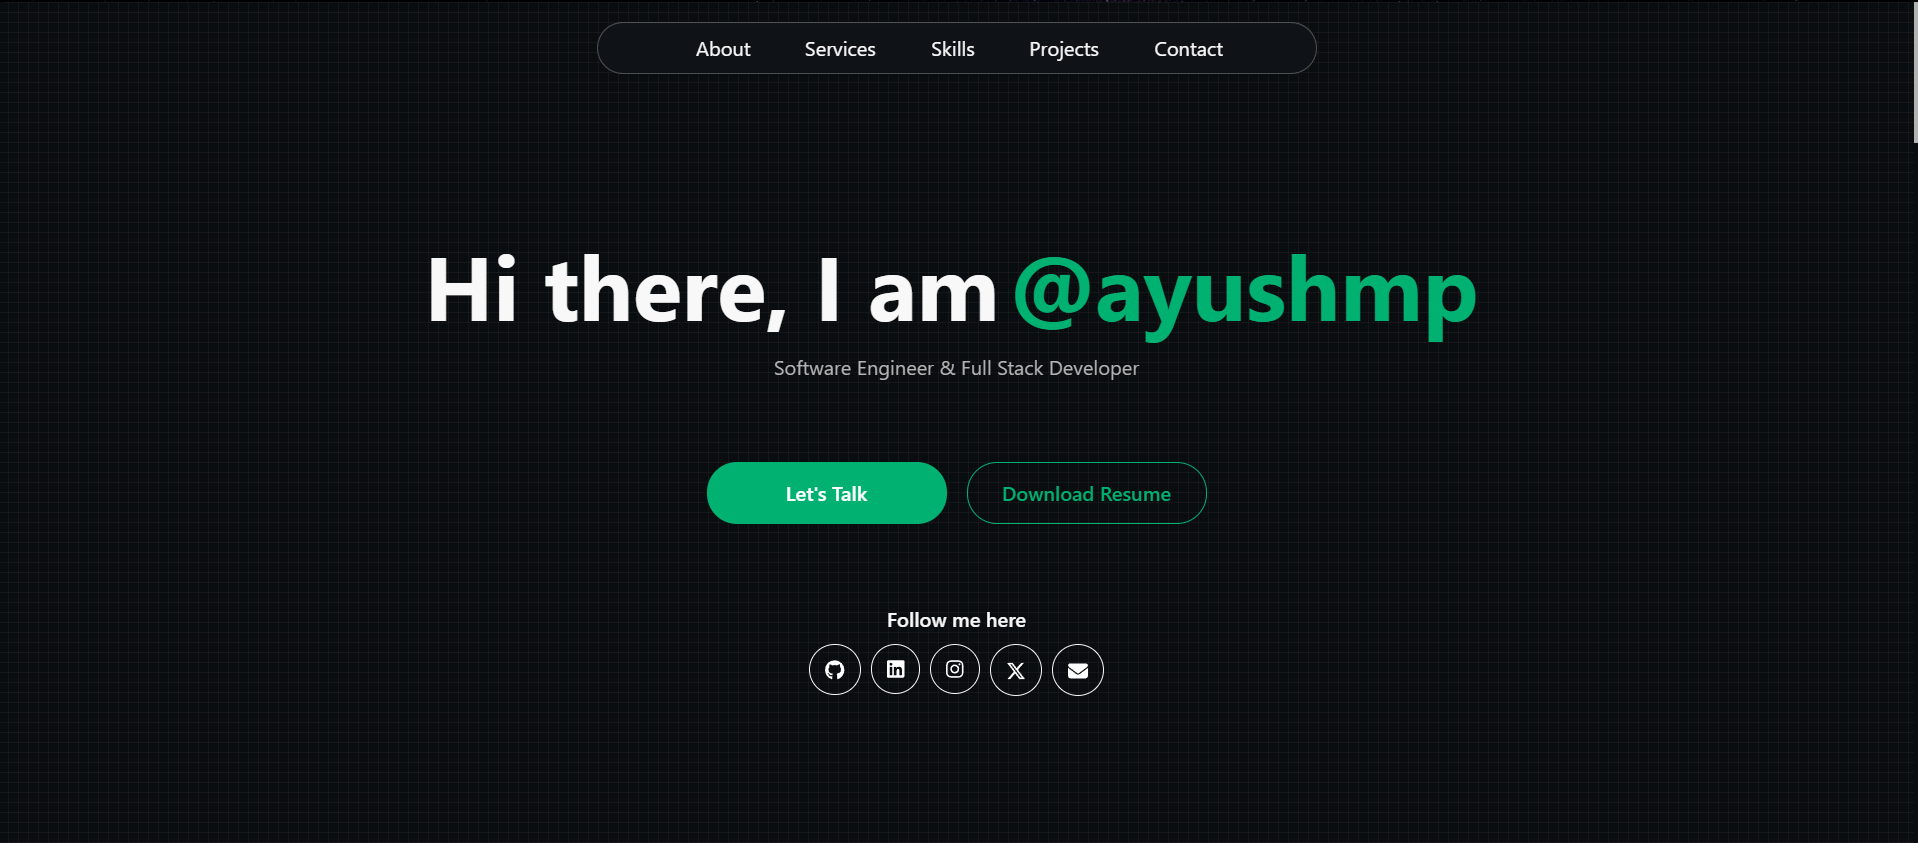 About Services Skills Projects Contact
Hi there, I am @ayushmp
Software Engineer & Full Stack Developer
Let's Talk Download Resume
Follow me here